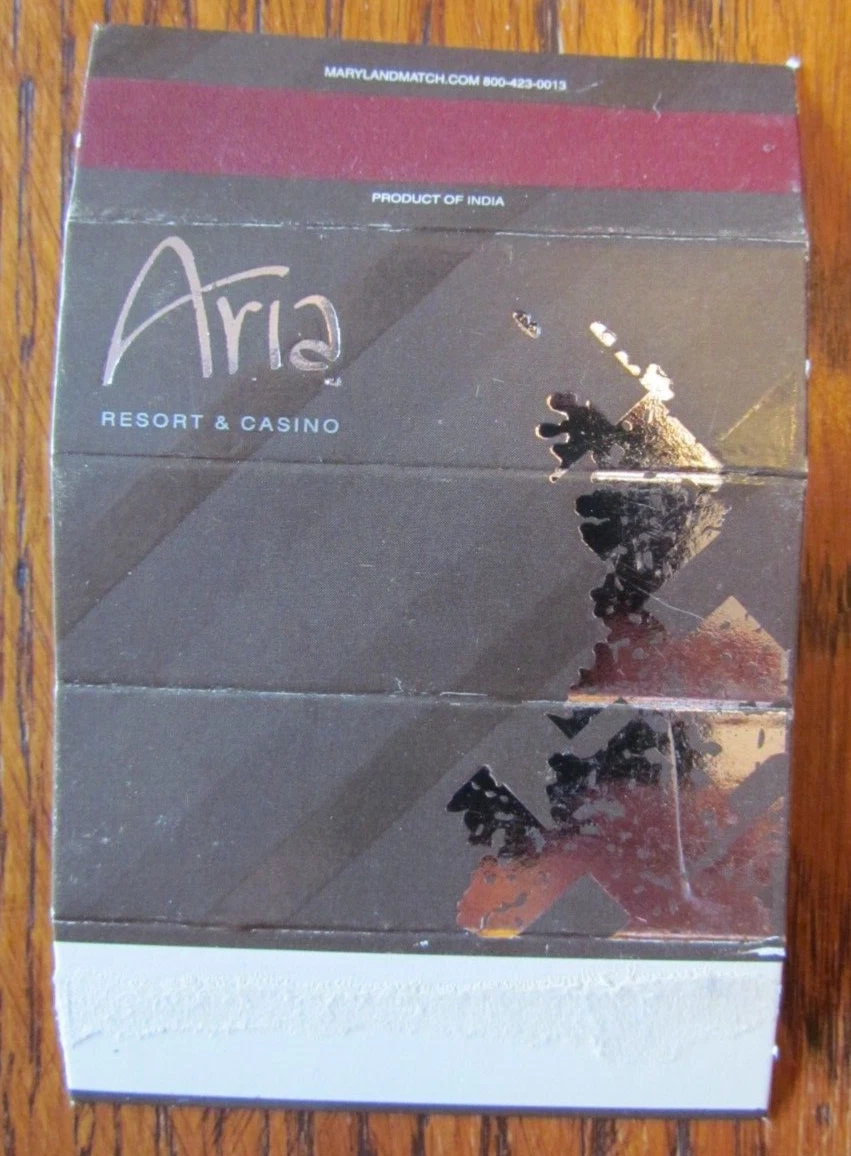 MARYLANDMATCH.COM 800-423-0013
PRODUCT OF INDIA
Aria
RESORT & CASINO